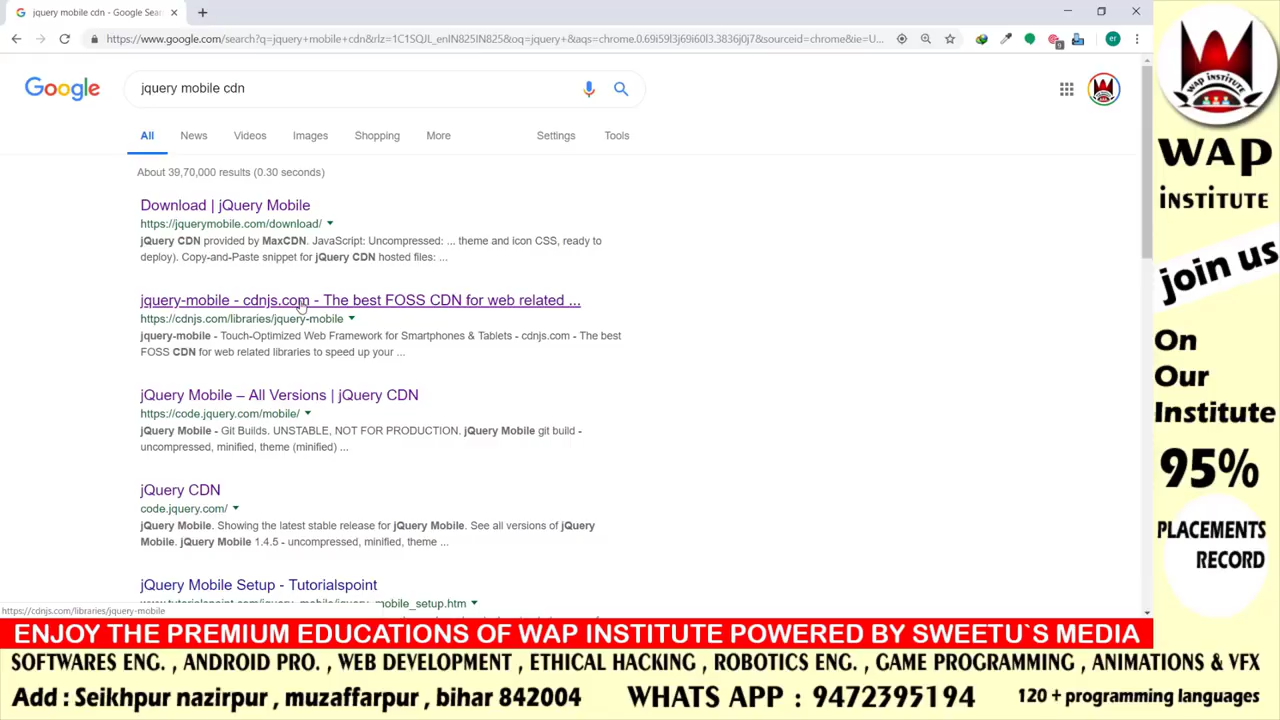 jquery mobile cdn - Google Sear
https://www.google.com/search?q=jquery+mobile+cdn&rlz=1C1SQJL_enIN825IN825&oq=jquery+&aqs=chrome.0.69i59l3j69i60l3.3836j0j7&sourceid=chrome&ie=U...
9
er
Google
jquery mobile cdn
All News Videos Images Shopping More Settings Tools
About 39,70,000 results (0.30 seconds)
Download | jQuery Mobile
https://jquerymobile.com/download/
jQuery CDN provided by MaxCDN. JavaScript: Uncompressed: ... theme and icon CSS, ready to
deploy). Copy-and-Paste snippet for jQuery CDN hosted files: ...
jquery-mobile - cdnjs.com - The best FOSS CDN for web related ...
https://cdnjs.com/libraries/jquery-mobile
jquery-mobile - Touch-Optimized Web Framework for Smartphones & Tablets - cdnjs.com - The best
FOSS CDN for web related libraries to speed up your ...
jQuery Mobile – All Versions | jQuery CDN
https://code.jquery.com/mobile/
jQuery Mobile - Git Builds. UNSTABLE, NOT FOR PRODUCTION. jQuery Mobile git build -
uncompressed, minified, theme (minified) ...
jQuery CDN
code.jquery.com/
jQuery Mobile. Showing the latest stable release for jQuery Mobile. See all versions of jQuery
Mobile. jQuery Mobile 1.4.5 - uncompressed, minified, theme ...
jQuery Mobile Setup - Tutorialspoint
www.tutorialspoint.com/jquery_mobile/jquery_mobile_setup.htm
https://cdnjs.com/libraries/jquery-mobile
WAP
iNSTiTUTE
join us
On
Our
Institute
95%
PLACEMENTS
RECORD
ENJOY THE PREMIUM EDUCATIONS OF WAP INSTITUTE POWERED BY SWEETU`S MEDIA
SOFTWARES ENG. , ANDROID PRO. , WEB DEVELOPMENT , ETHICAL HACKING , ROBOTICS ENG. , GAME PROGRAMMING , ANIMATIONS & VFX
Add : Seikhpur nazirpur , muzaffarpur , bihar 842004 WHATS APP : 9472395194 120 + programming languages